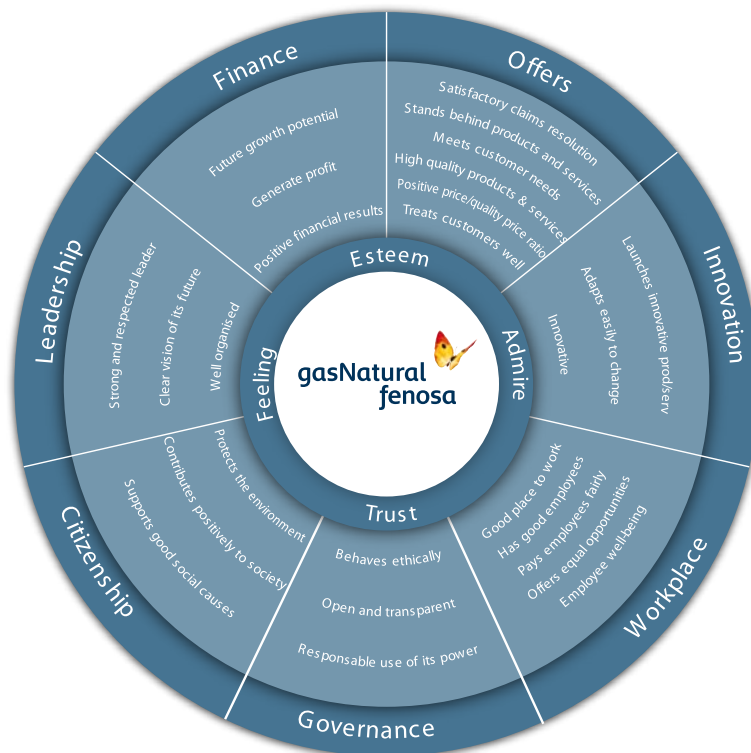 Finance
Future growth potential
Generate profit
Positive financial results
Offers
Satisfactory claims resolution
Stands behind products and services
Meets customer needs
High quality products & services
Positive price/quality price ratio
Treats customers well
Innovation
Launches innovative prod/serv
Adapts easily to change
Innovative
Workplace
Good place to work
Has good employees
Pays employees fairly
Offers equal opportunities
Employee well-being
Governance
Behaves ethically
Open and transparent
Responsable use of its power
Citizenship
Protects the environment
Contributes positively to society
Supports good social causes
Leadership
Strong and respected leader
Clear vision of its future
Well organised
Esteem
Admire
Trust
Feeling
gasNatural
fenosa